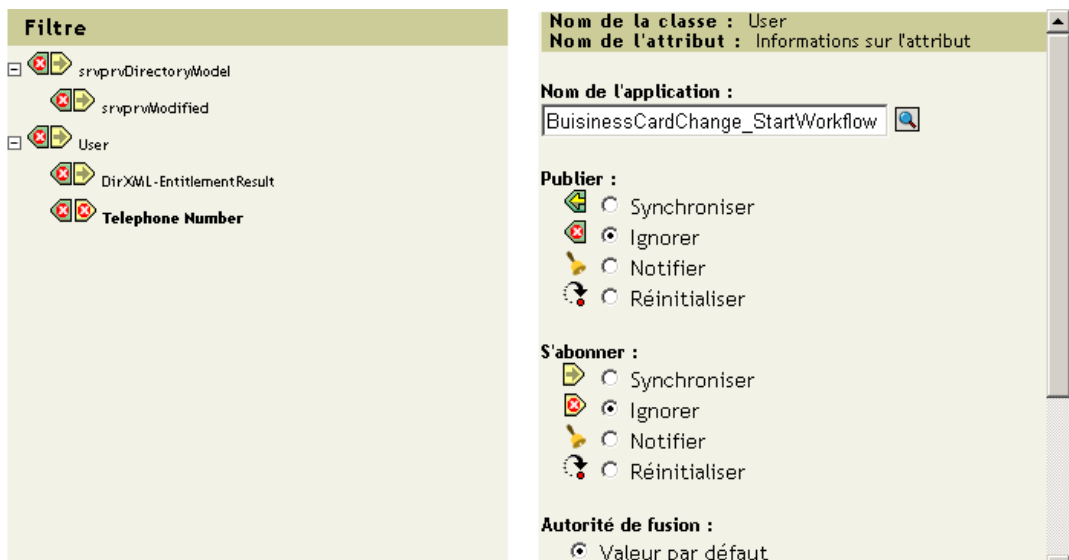 Filtre
srvprvDirectoryModel
srvprvModified
User
DirXML-EntitlementResult
Telephone Number
Nom de la classe : User
Nom de l'attribut : Informations sur l'attribut
Nom de l'application :
BuisinessCardChange_StartWorkflow
Publier :
Synchroniser
Ignorer
Notifier
Réinitialiser
S'abonner :
Synchroniser
Ignorer
Notifier
Réinitialiser
Autorité de fusion :
Valeur par défaut